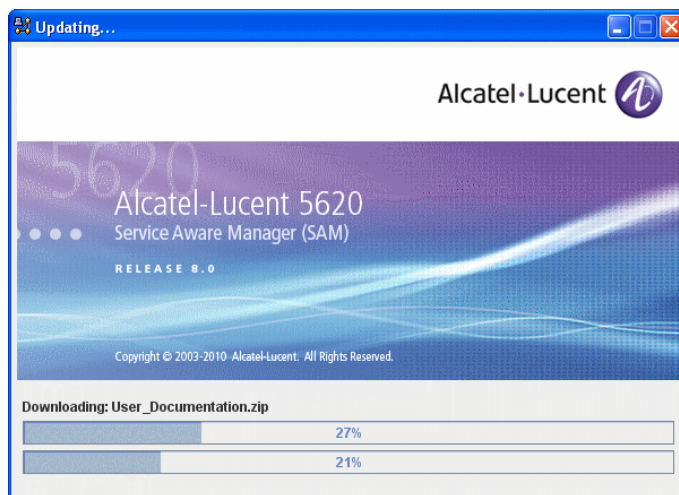 Updating...
Alcatel·Lucent
5620
Alcatel-Lucent 5620
Service Aware Manager (SAM)
RELEASE 8.0
Copyright © 2003-2010 Alcatel-Lucent. All Rights Reserved.
Downloading: User_Documentation.zip
27%
21%